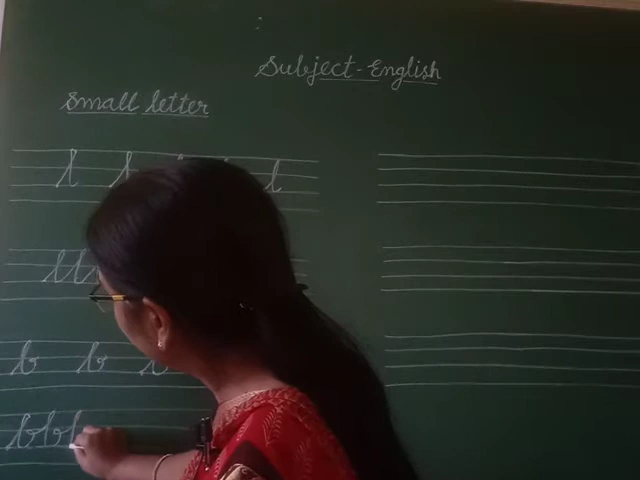 Subject - English
Small letter
l l l
l l l
b b b
b b b